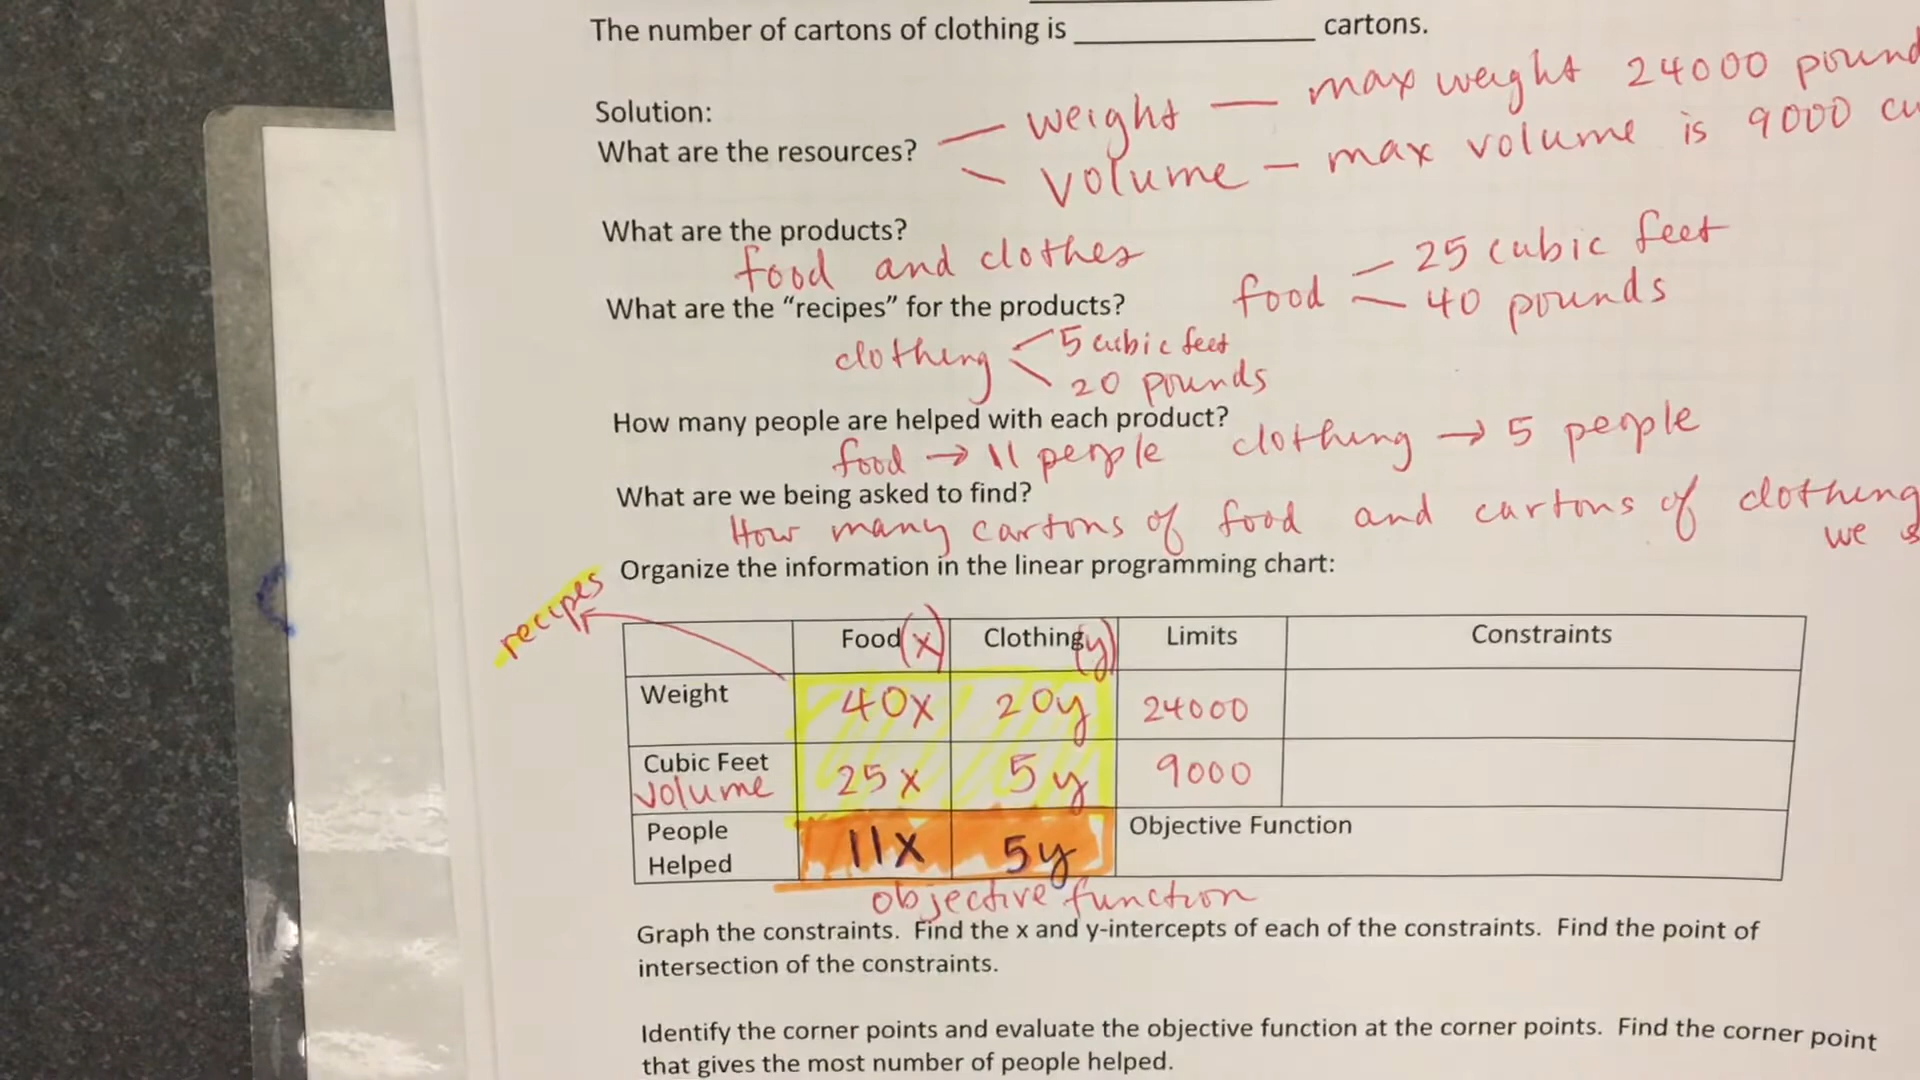 The number of cartons of clothing is ______________ cartons.
Solution:
What are the resources?
— weight — max weight 24000 pound
— volume — max volume is 9000
What are the products?
food and clothes
What are the "recipes" for the products?
food — 25 cubic feet
— 40 pounds
clothing — 5 cubic feet
— 20 pounds
How many people are helped with each product?
food → 11 people clothing → 5 people
What are we being asked to find?
How many cartons of food and cartons of clothing
we
Organize the information in the linear programming chart:
recipes
Food (x) Clothing (y) Limits Constraints
Weight 40x 20y 24000
Cubic Feet volume 25x 5y 9000
People Helped 11x 5y Objective Function
objective function
Graph the constraints. Find the x and y-intercepts of each of the constraints. Find the point of
intersection of the constraints.
Identify the corner points and evaluate the objective function at the corner points. Find the corner point
that gives the most number of people helped.